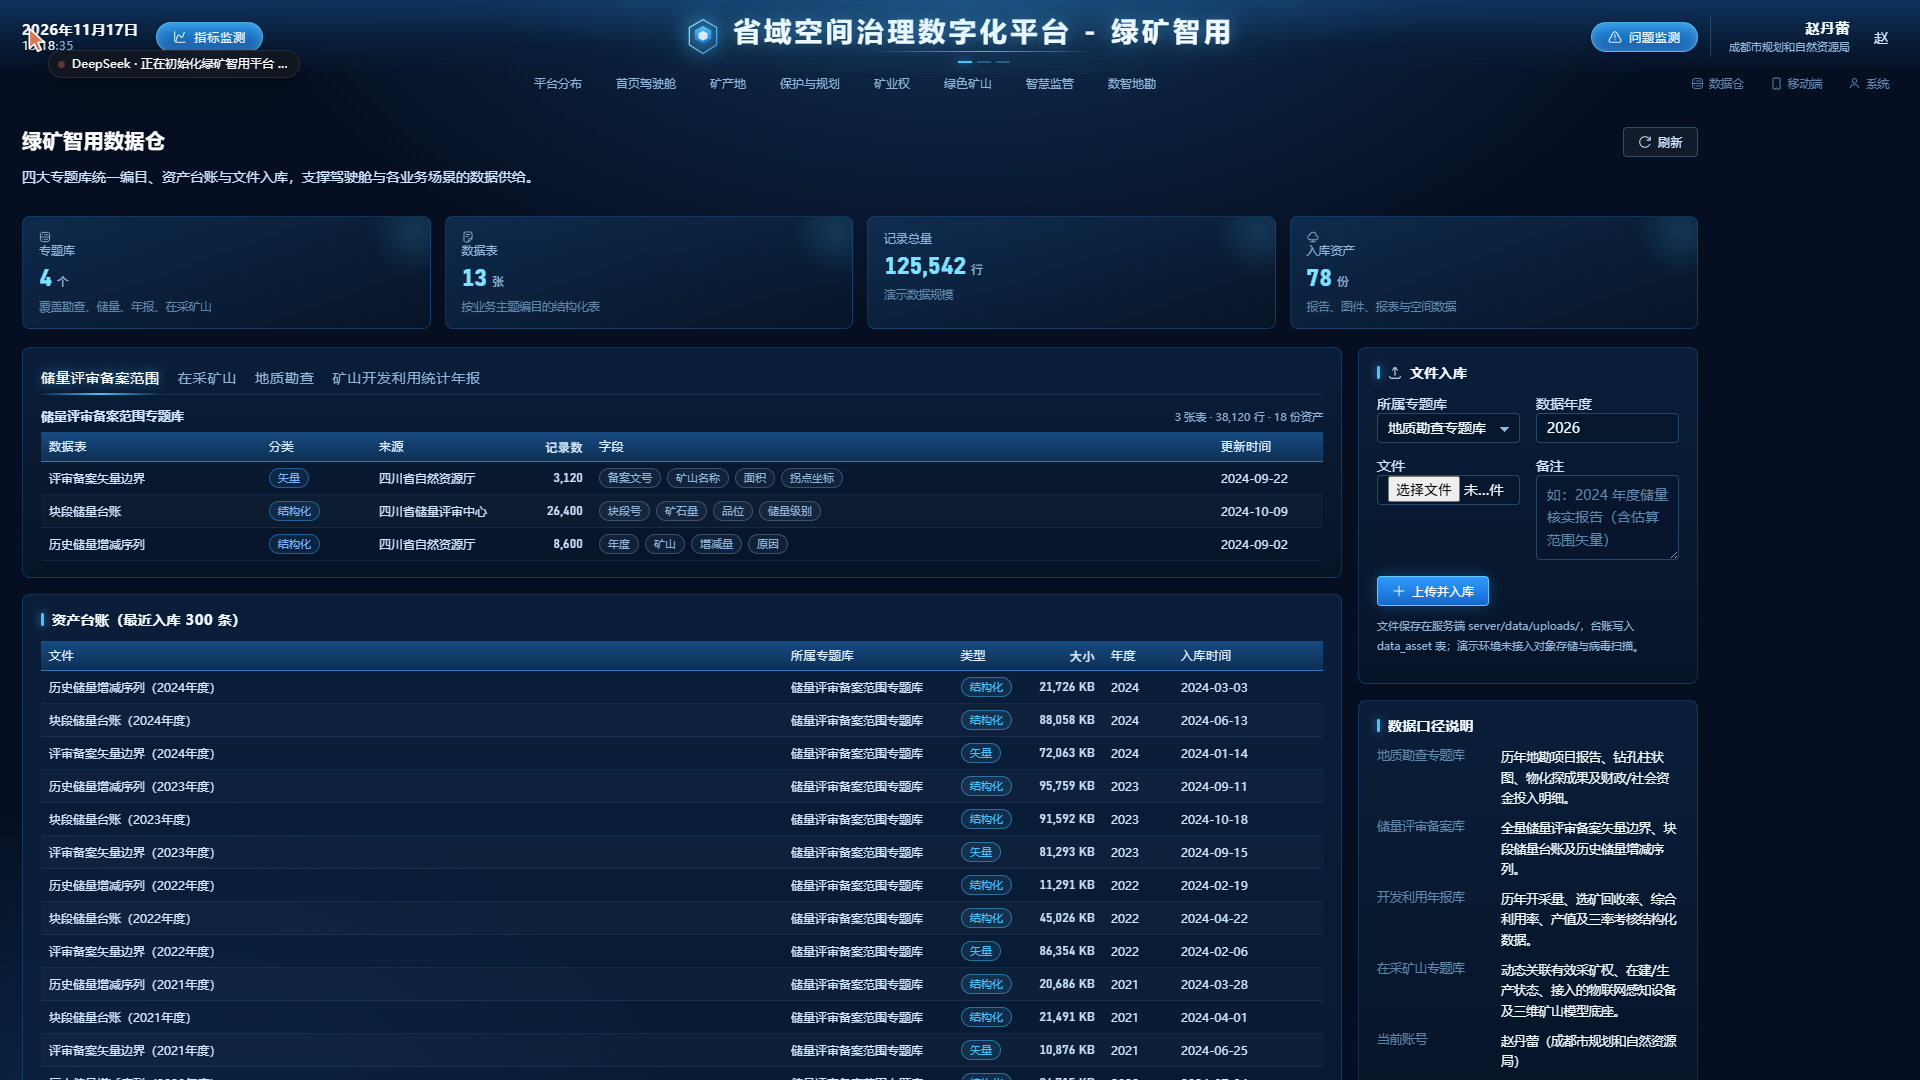 2026年11月17日
18:35
指标监测
DeepSeek · 正在初始化绿矿智用平台 ...
省域空间治理数字化平台 - 绿矿智用
问题监测
赵丹蕾
成都市规划和自然资源局
赵
平台分布
首页驾驶舱
矿产地
保护与规划
矿业权
绿色矿山
智慧监管
数智地勘
数据仓
移动端
系统
绿矿智用数据仓
四大专题库统一编目、资产台账与文件入库，支撑驾驶舱与各业务场景的数据供给。
刷新
专题库
4 个
覆盖勘查、储量、年报、在采矿山
数据表
13 张
按业务主题编目的结构化表
记录总量
125,542 行
演示数据规模
入库资产
78 份
报告、图件、报表与空间数据
储量评审备案范围 在采矿山 地质勘查 矿山开发利用统计年报
储量评审备案范围专题库
3 张表 · 38,120 行 · 18 份资产
数据表 分类 来源 记录数 字段 更新时间
评审备案矢量边界 矢量 四川省自然资源厅 3,120 备案文号 矿山名称 面积 拐点坐标 2024-09-22
块段储量台账 结构化 四川省储量评审中心 26,400 块段号 矿石量 品位 储量级别 2024-10-09
历史储量增减序列 结构化 四川省自然资源厅 8,600 年度 矿山 增减量 原因 2024-09-02
资产台账（最近入库 300 条）
文件 所属专题库 类型 大小 年度 入库时间
历史储量增减序列（2024年度） 储量评审备案范围专题库 结构化 21,726 KB 2024 2024-03-03
块段储量台账（2024年度） 储量评审备案范围专题库 结构化 88,058 KB 2024 2024-06-13
评审备案矢量边界（2024年度） 储量评审备案范围专题库 矢量 72,063 KB 2024 2024-01-14
历史储量增减序列（2023年度） 储量评审备案范围专题库 结构化 95,759 KB 2023 2024-09-11
块段储量台账（2023年度） 储量评审备案范围专题库 结构化 91,592 KB 2023 2024-10-18
评审备案矢量边界（2023年度） 储量评审备案范围专题库 矢量 81,293 KB 2023 2024-09-15
历史储量增减序列（2022年度） 储量评审备案范围专题库 结构化 11,291 KB 2022 2024-02-19
块段储量台账（2022年度） 储量评审备案范围专题库 结构化 45,026 KB 2022 2024-04-22
评审备案矢量边界（2022年度） 储量评审备案范围专题库 矢量 86,354 KB 2022 2024-02-06
历史储量增减序列（2021年度） 储量评审备案范围专题库 结构化 20,686 KB 2021 2024-03-28
块段储量台账（2021年度） 储量评审备案范围专题库 结构化 21,491 KB 2021 2024-04-01
评审备案矢量边界（2021年度） 储量评审备案范围专题库 矢量 10,876 KB 2021 2024-06-25
文件入库
所属专题库 数据年度
地质勘查专题库 2026
文件 备注
选择文件 未...件
如：2024 年度储量
核实报告（含估算
范围矢量）
上传并入库
文件保存在服务端 server/data/uploads/，台账写入
data_asset 表；演示环境未接入对象存储与病毒扫描。
数据口径说明
地质勘查专题库 历年地勘项目报告、钻孔柱状
图、物化探成果及财政/社会资
金投入明细。
储量评审备案库 全量储量评审备案矢量边界、块
段储量台账及历史储量增减序
列。
开发利用年报库 历年开采量、选矿回收率、综合
利用率、产值及三率考核结构化
数据。
在采矿山专题库 动态关联有效采矿权、在建/生
产状态、接入的物联网感知设备
及三维矿山模型底座。
当前账号 赵丹蕾（成都市规划和自然资源
局）